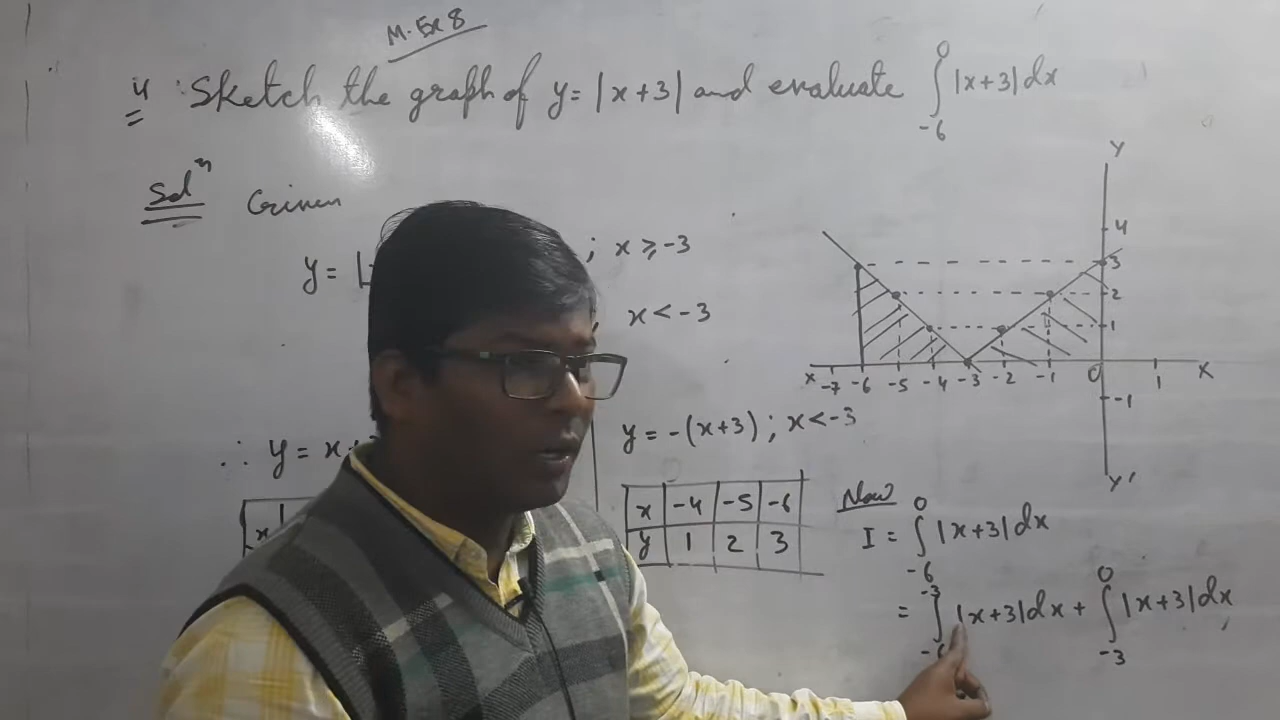 M. Ex 8
4 Sketch the graph of y = |x+3| and evaluate ∫_{-6}^{0} |x+3| dx
Solⁿ Given
y = ; x ≥ -3
x < -3
∴ y = x
y = -(x+3) ; x < -3
x | -4 | -5 | -6
y | 1 | 2 | 3
x
Y
4
3
2
1
X -7 -6 -5 -4 -3 -2 -1 O 1 X
-1
Y'
Now
I = ∫_{-6}^{0} |x+3| dx
= ∫_{-6}^{-3} |x+3| dx + ∫_{-3}^{0} |x+3| dx